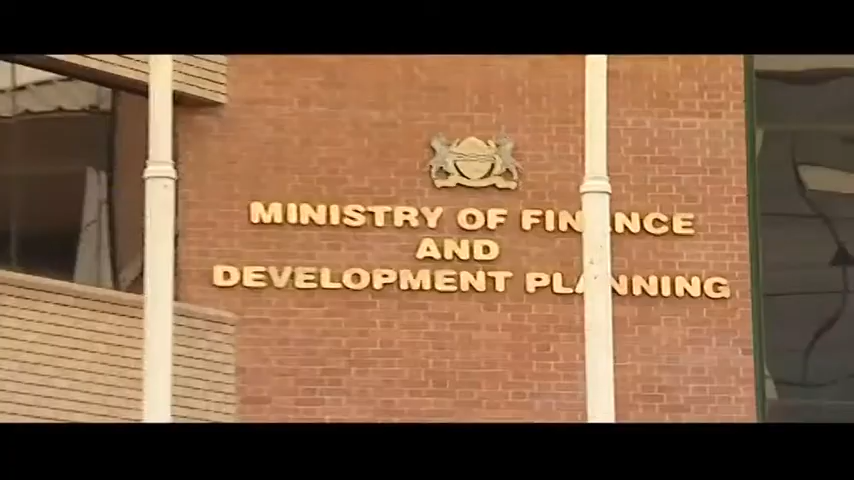 MINISTRY OF FINANCE
AND
DEVELOPMENT PLANNING